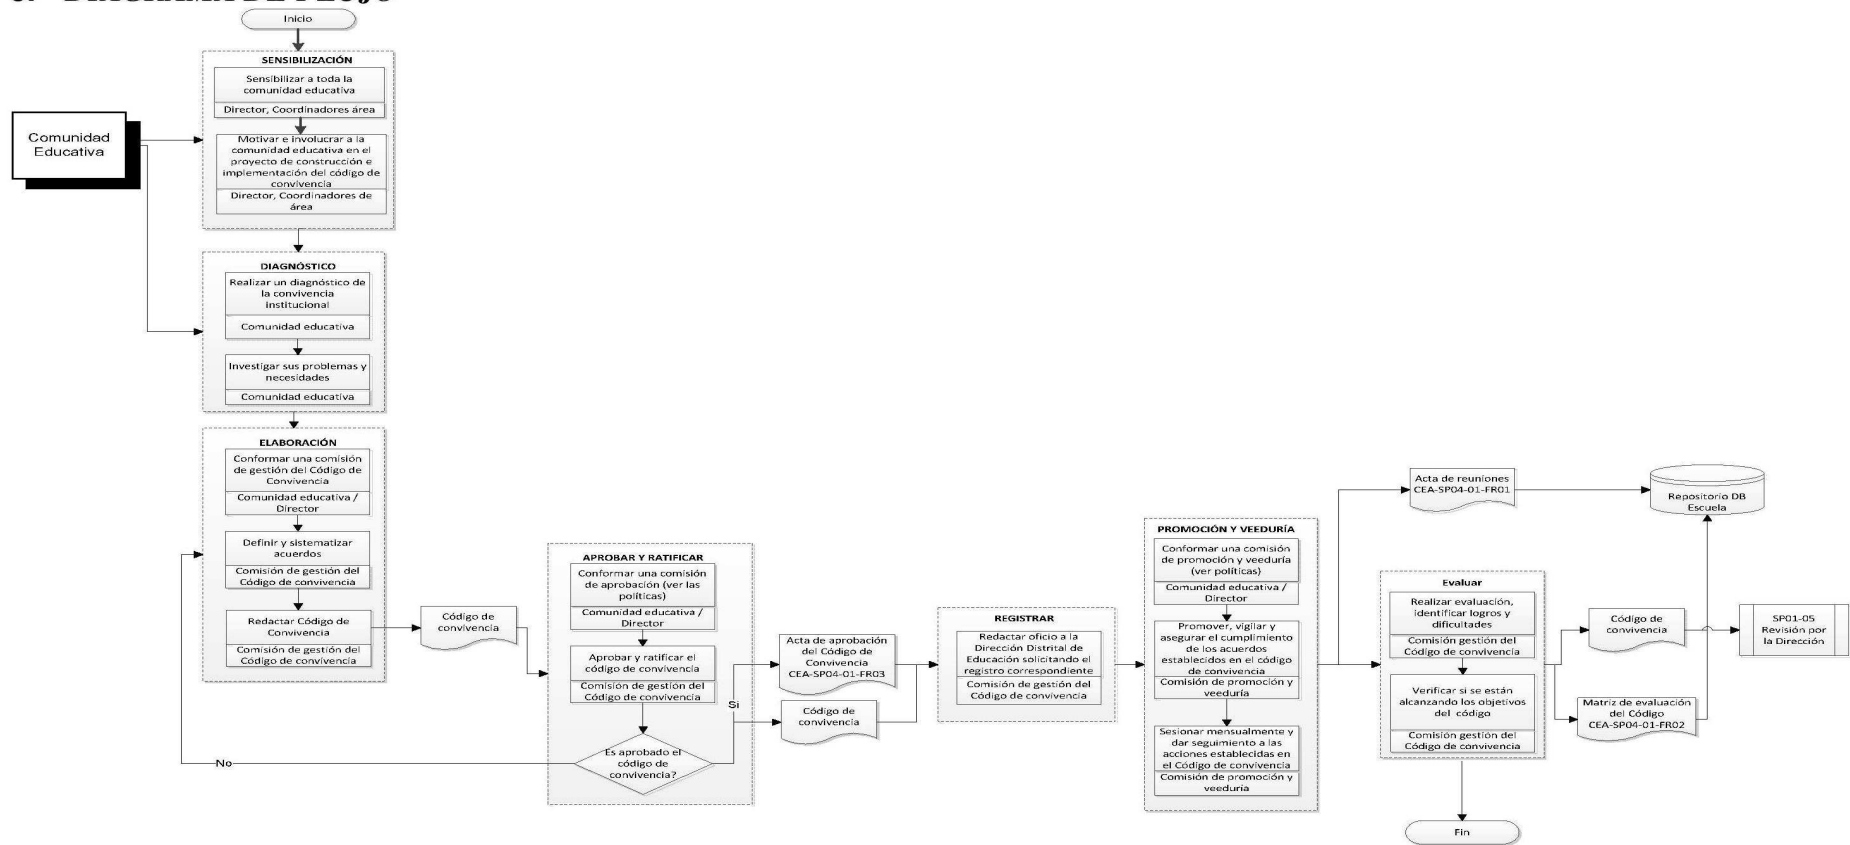 Inicio
SENSIBILIZACIÓN
Sensibilizar a toda la
comunidad educativa
Director, Coordinadores área
Motivar e involucrar a la
comunidad educativa en el
proyecto de construcción e
implementación del código de
convivencia
Director, Coordinadores de
área
Comunidad
Educativa
DIAGNÓSTICO
Realizar un diagnóstico de
la convivencia
institucional
Comunidad educativa
Investigar sus problemas y
necesidades
Comunidad educativa
ELABORACIÓN
Conformar una comisión
de gestión del Código de
Convivencia
Comunidad educativa /
Director
Definir y sistematizar
acuerdos
Comisión de gestión del
Código de convivencia
Redactar Código de
Convivencia
Comisión de gestión del
Código de convivencia
Código de
convivencia
APROBAR Y RATIFICAR
Conformar una comisión
de aprobación (ver las
políticas)
Comunidad educativa /
Director
Aprobar y ratificar el
código de convivencia
Comisión de gestión del
Código de convivencia
Es aprobado el
código de
convivencia?
No
Si
Acta de aprobación
del Código de
Convivencia
CEA-SP04-01-FR03
Código de
convivencia
REGISTRAR
Redactar oficio a la
Dirección Distrital de
Educación solicitando el
registro correspondiente
Comisión de gestión del
Código de convivencia
PROMOCIÓN Y VEEDURÍA
Conformar una comisión
de promoción y veeduría
(ver políticas)
Comunidad educativa /
Director
Promover, vigilar y
asegurar el cumplimiento
de los acuerdos
establecidos en el código
de convivencia
Comisión de promoción y
veeduría
Sesionar mensualmente y
dar seguimiento a las
acciones establecidas en
el Código de convivencia
Comisión de promoción y
veeduría
Acta de reuniones
CEA-SP04-01-FR01
Repositorio DB
Escuela
Evaluar
Realizar evaluación,
identificar logros y
dificultades
Comisión gestión del
Código de convivencia
Verificar si se están
alcanzando los objetivos
del código
Comisión gestión del
Código de convivencia
Código de
convivencia
Matriz de evaluación
del Código
CEA-SP04-01-FR02
SP01-05
Revisión por
la Dirección
Fin